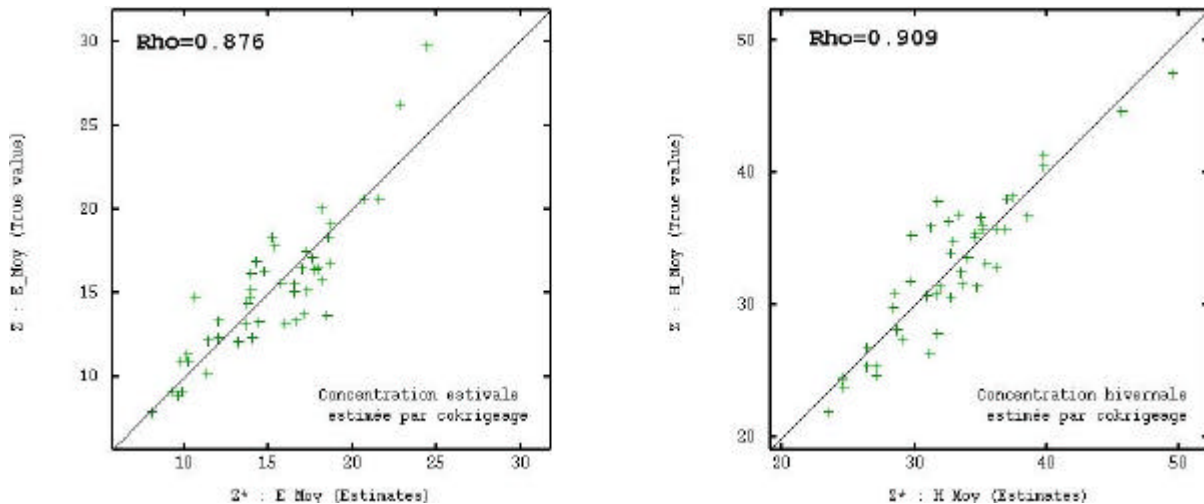 Rho=0.876
30
25
20
15
10
Z : E_Moy (True value)
Concentration estivale
estimée par cokrigeage
10 15 20 25 30
Z* : E_Moy (Estimates)
Rho=0.909
50
40
30
20
Z : H_Moy (True value)
Concentration hivernale
estimée par cokrigeage
20 30 40 50
Z* : H_Moy (Estimates)